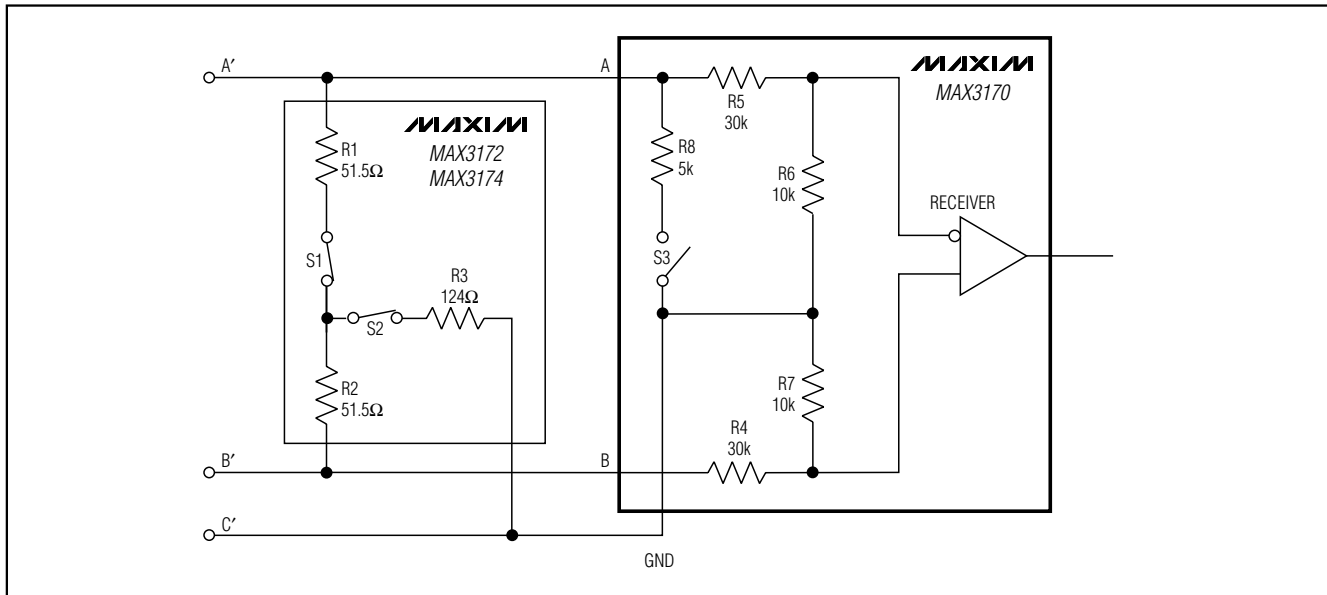 A′
A
MAXIM
MAX3170
R5
30k
MAXIM
MAX3172
MAX3174
R1
51.5Ω
R8
5k
R6
10k
RECEIVER
S1
S3
R3
124Ω
S2
R2
51.5Ω
R7
10k
R4
30k
B′
B
C′
GND